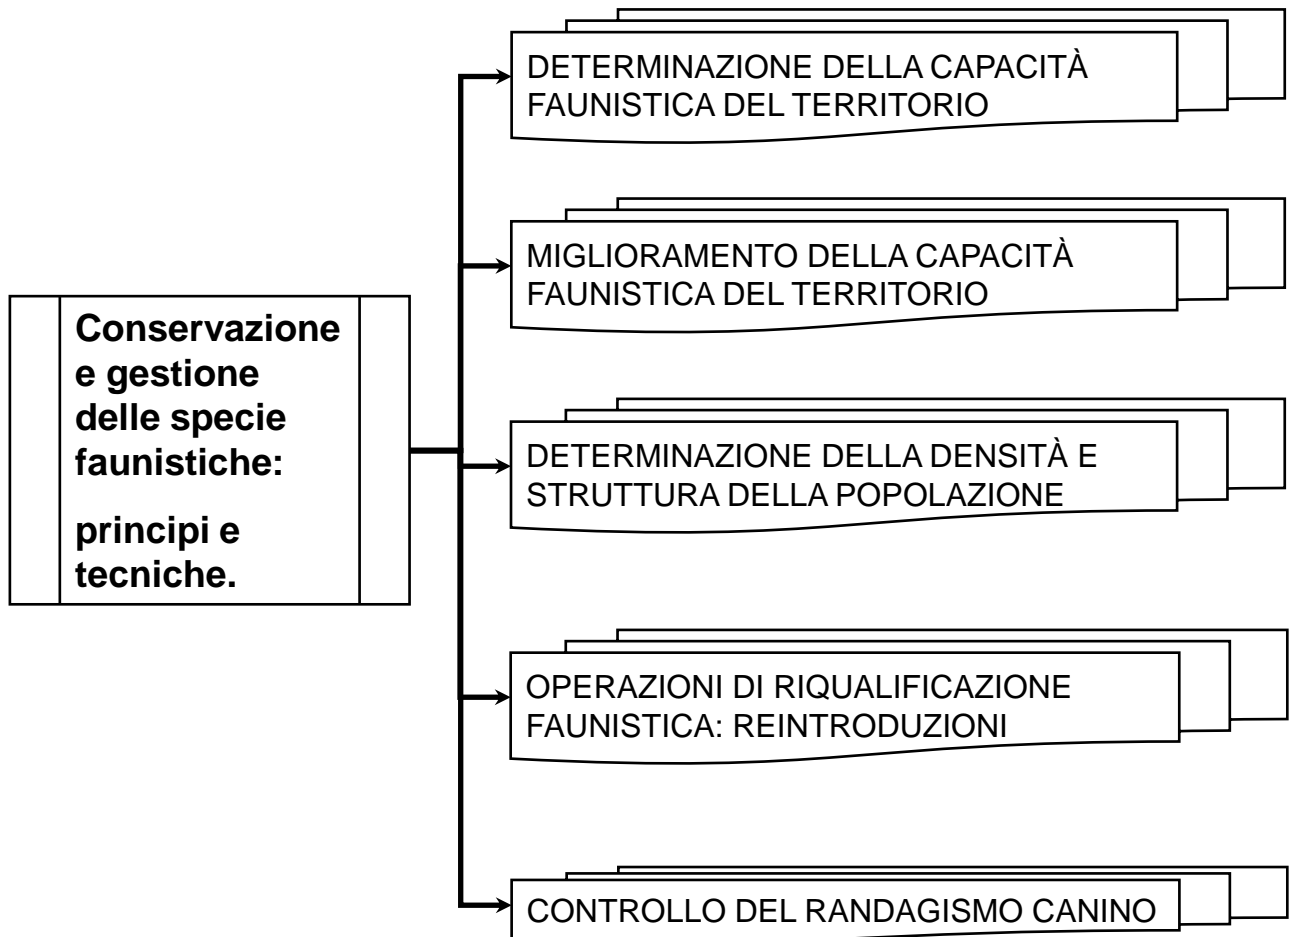 DETERMINAZIONE DELLA CAPACITÀ
FAUNISTICA DEL TERRITORIO
MIGLIORAMENTO DELLA CAPACITÀ
FAUNISTICA DEL TERRITORIO
Conservazione
e gestione
delle specie
faunistiche:
principi e
tecniche.
DETERMINAZIONE DELLA DENSITÀ E
STRUTTURA DELLA POPOLAZIONE
OPERAZIONI DI RIQUALIFICAZIONE
FAUNISTICA: REINTRODUZIONI
CONTROLLO DEL RANDAGISMO CANINO